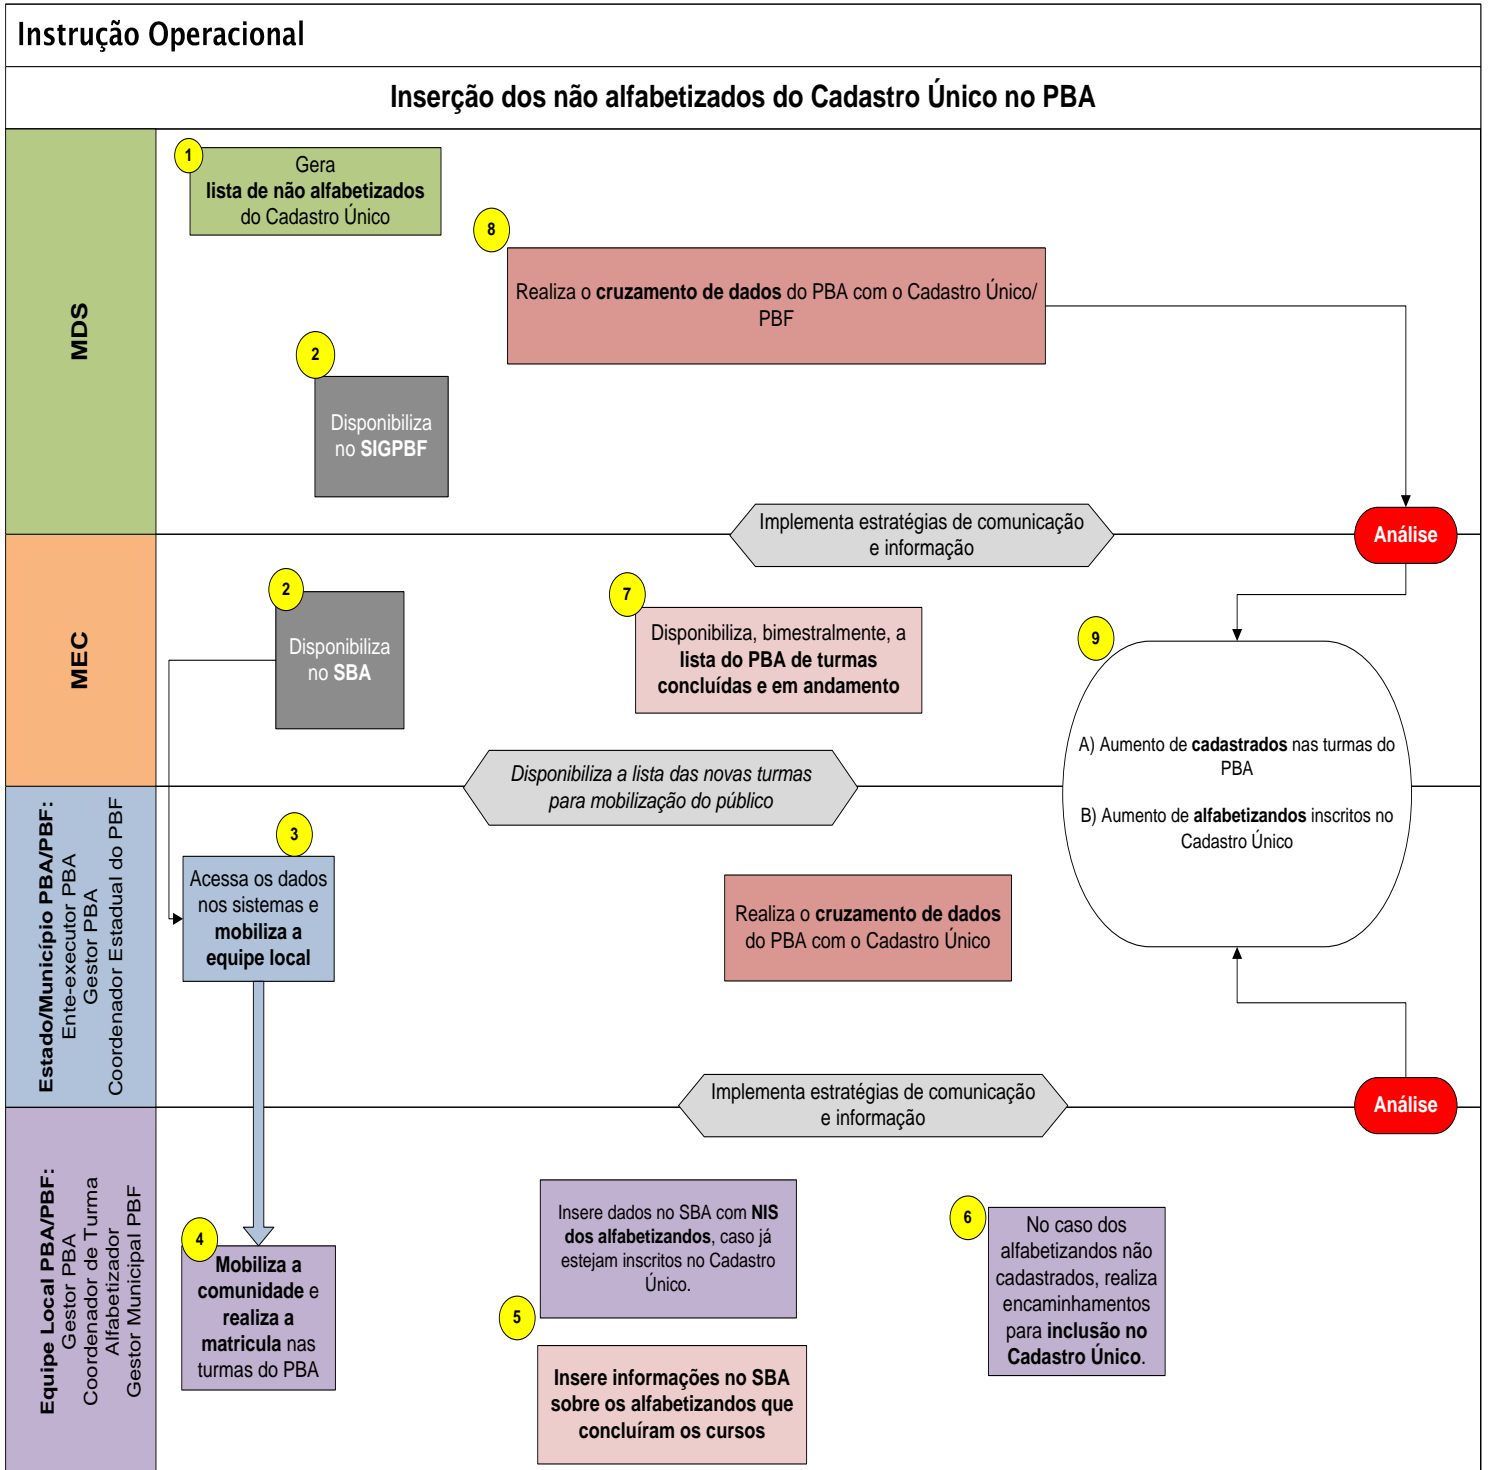 Instrução Operacional
Inserção dos não alfabetizados do Cadastro Único no PBA
MDS
1
Gera
lista de não alfabetizados
do Cadastro Único
8
Realiza o cruzamento de dados do PBA com o Cadastro Único/
PBF
2
Disponibiliza
no SIGPBF
Implementa estratégias de comunicação
e informação
Análise
MEC
2
Disponibiliza
no SBA
7
Disponibiliza, bimestralmente, a
lista do PBA de turmas
concluídas e em andamento
9
A) Aumento de cadastrados nas turmas do
PBA
B) Aumento de alfabetizandos inscritos no
Cadastro Único
Disponibiliza a lista das novas turmas
para mobilização do público
Estado/Município PBA/PBF:
Ente-executor PBA
Gestor PBA
Coordenador Estadual do PBF
3
Acessa os dados
nos sistemas e
mobiliza a
equipe local
Realiza o cruzamento de dados
do PBA com o Cadastro Único
Implementa estratégias de comunicação
e informação
Análise
Equipe Local PBA/PBF:
Gestor PBA
Coordenador de Turma
Alfabetizador
Gestor Municipal PBF
4
Mobiliza a
comunidade e
realiza a
matricula nas
turmas do PBA
Insere dados no SBA com NIS
dos alfabetizandos, caso já
estejam inscritos no Cadastro
Único.
5
Insere informações no SBA
sobre os alfabetizandos que
concluíram os cursos
6
No caso dos
alfabetizandos não
cadastrados, realiza
encaminhamentos
para inclusão no
Cadastro Único.